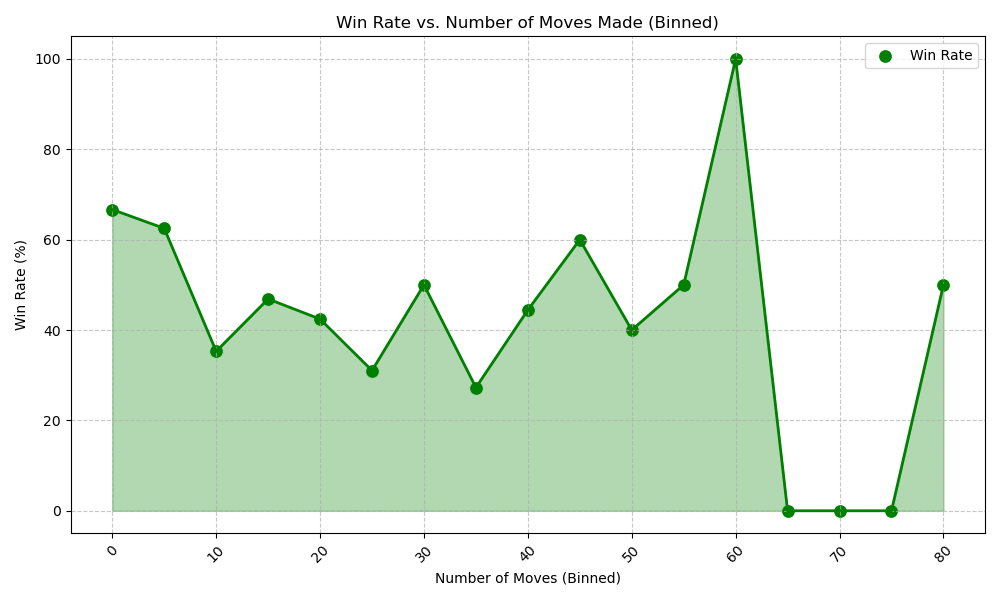 Win Rate vs. Number of Moves Made (Binned)
Win Rate
100
80
60
40
20
0
Win Rate (%)
0 10 20 30 40 50 60 70 80
Number of Moves (Binned)